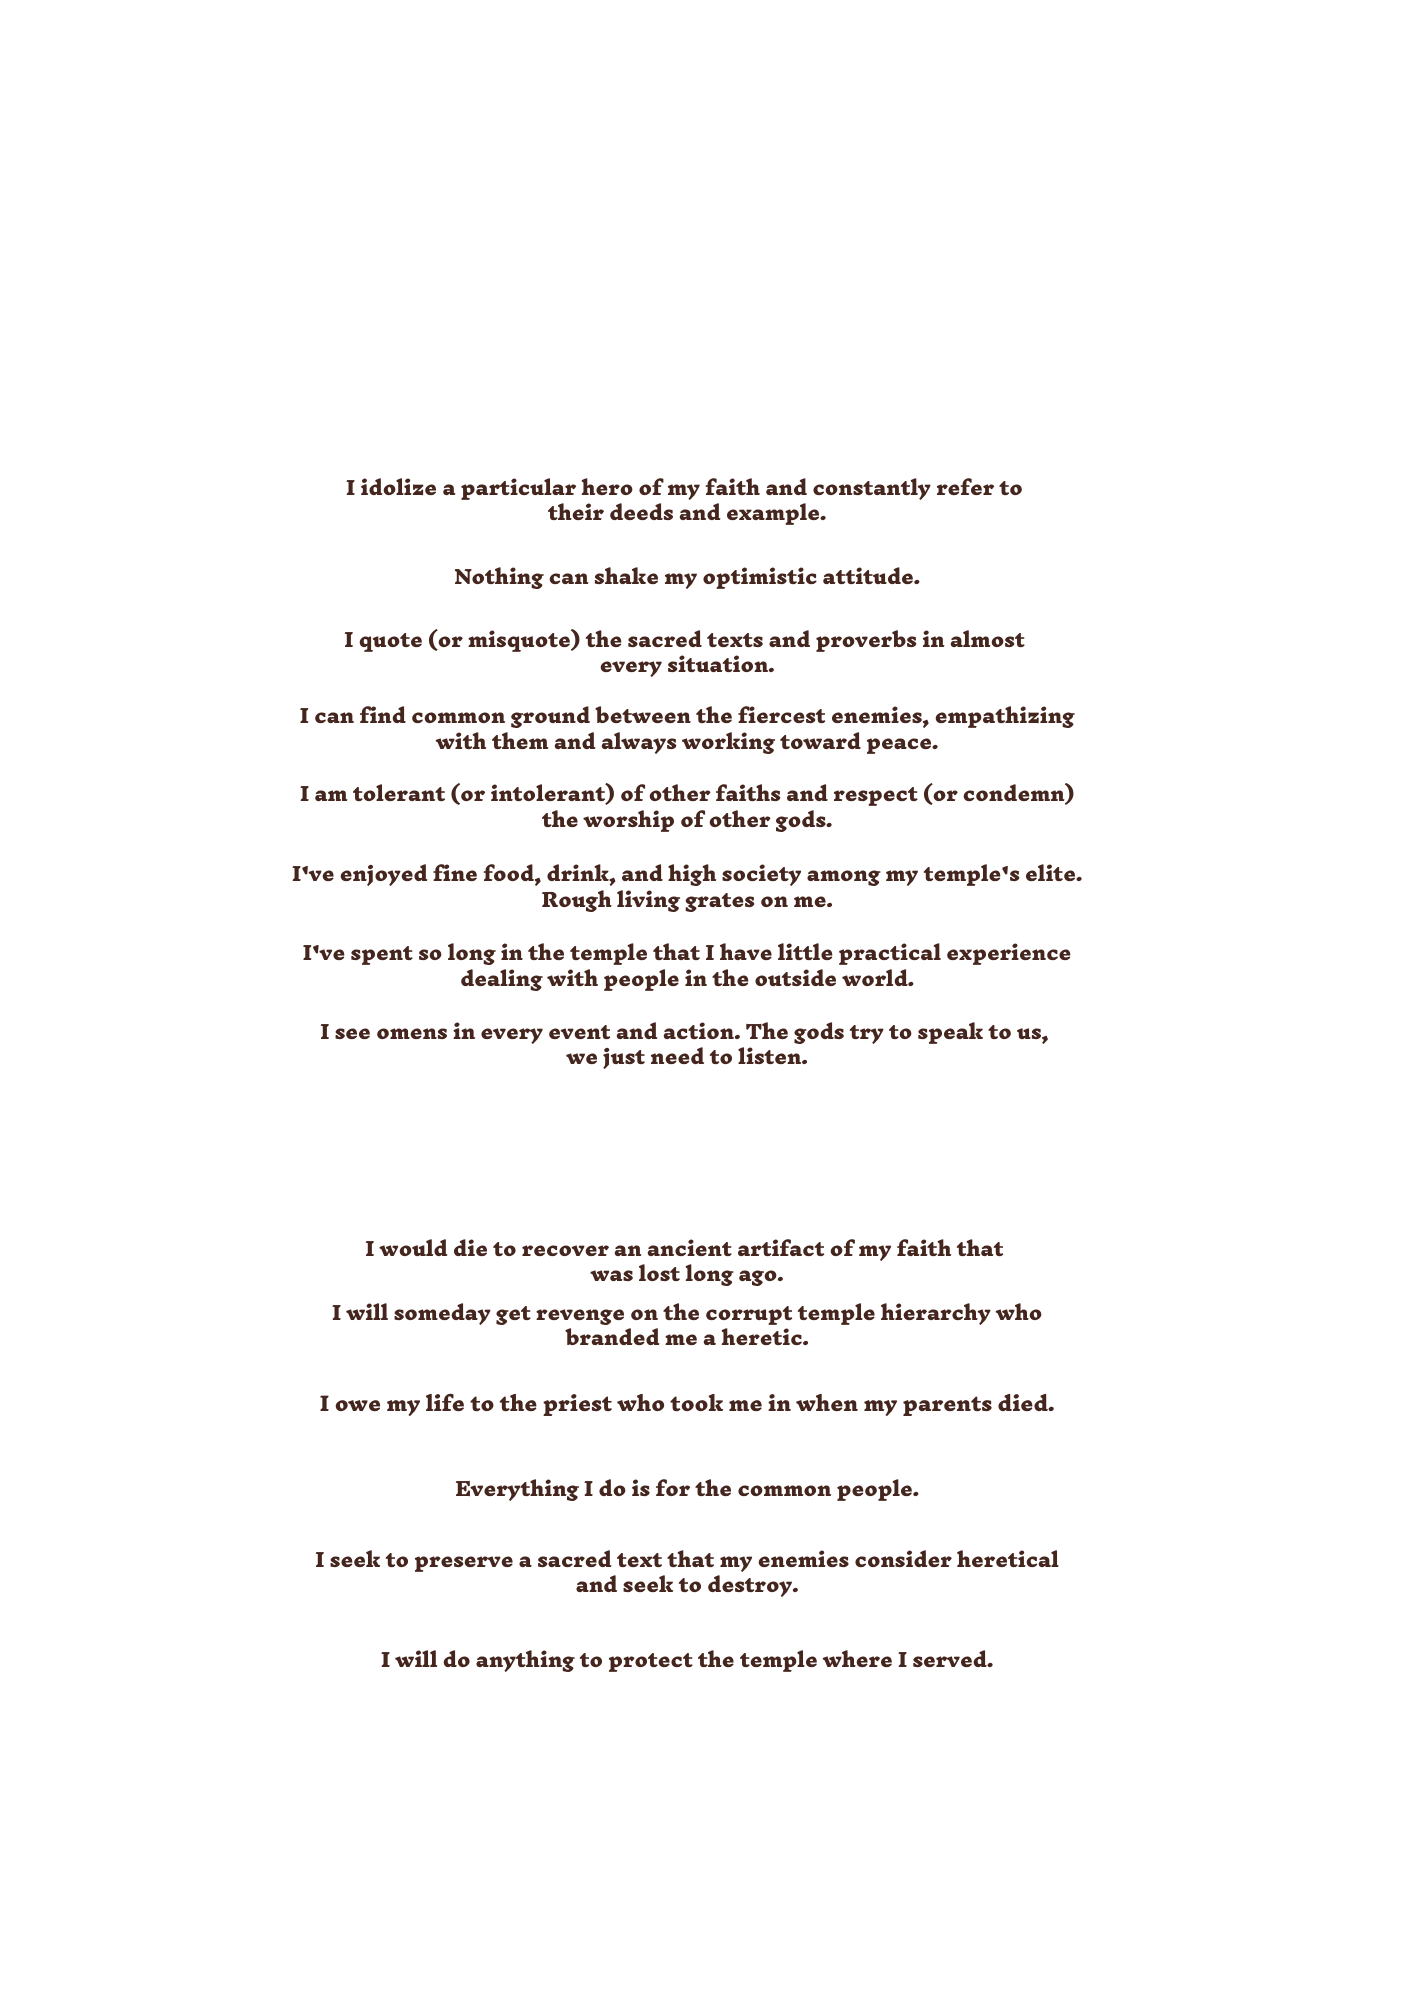 I idolize a particular hero of my faith and constantly refer to
their deeds and example.
Nothing can shake my optimistic attitude.
I quote (or misquote) the sacred texts and proverbs in almost
every situation.
I can find common ground between the fiercest enemies, empathizing
with them and always working toward peace.
I am tolerant (or intolerant) of other faiths and respect (or condemn)
the worship of other gods.
I've enjoyed fine food, drink, and high society among my temple's elite.
Rough living grates on me.
I've spent so long in the temple that I have little practical experience
dealing with people in the outside world.
I see omens in every event and action. The gods try to speak to us,
we just need to listen.
I would die to recover an ancient artifact of my faith that
was lost long ago.
I will someday get revenge on the corrupt temple hierarchy who
branded me a heretic.
I owe my life to the priest who took me in when my parents died.
Everything I do is for the common people.
I seek to preserve a sacred text that my enemies consider heretical
and seek to destroy.
I will do anything to protect the temple where I served.